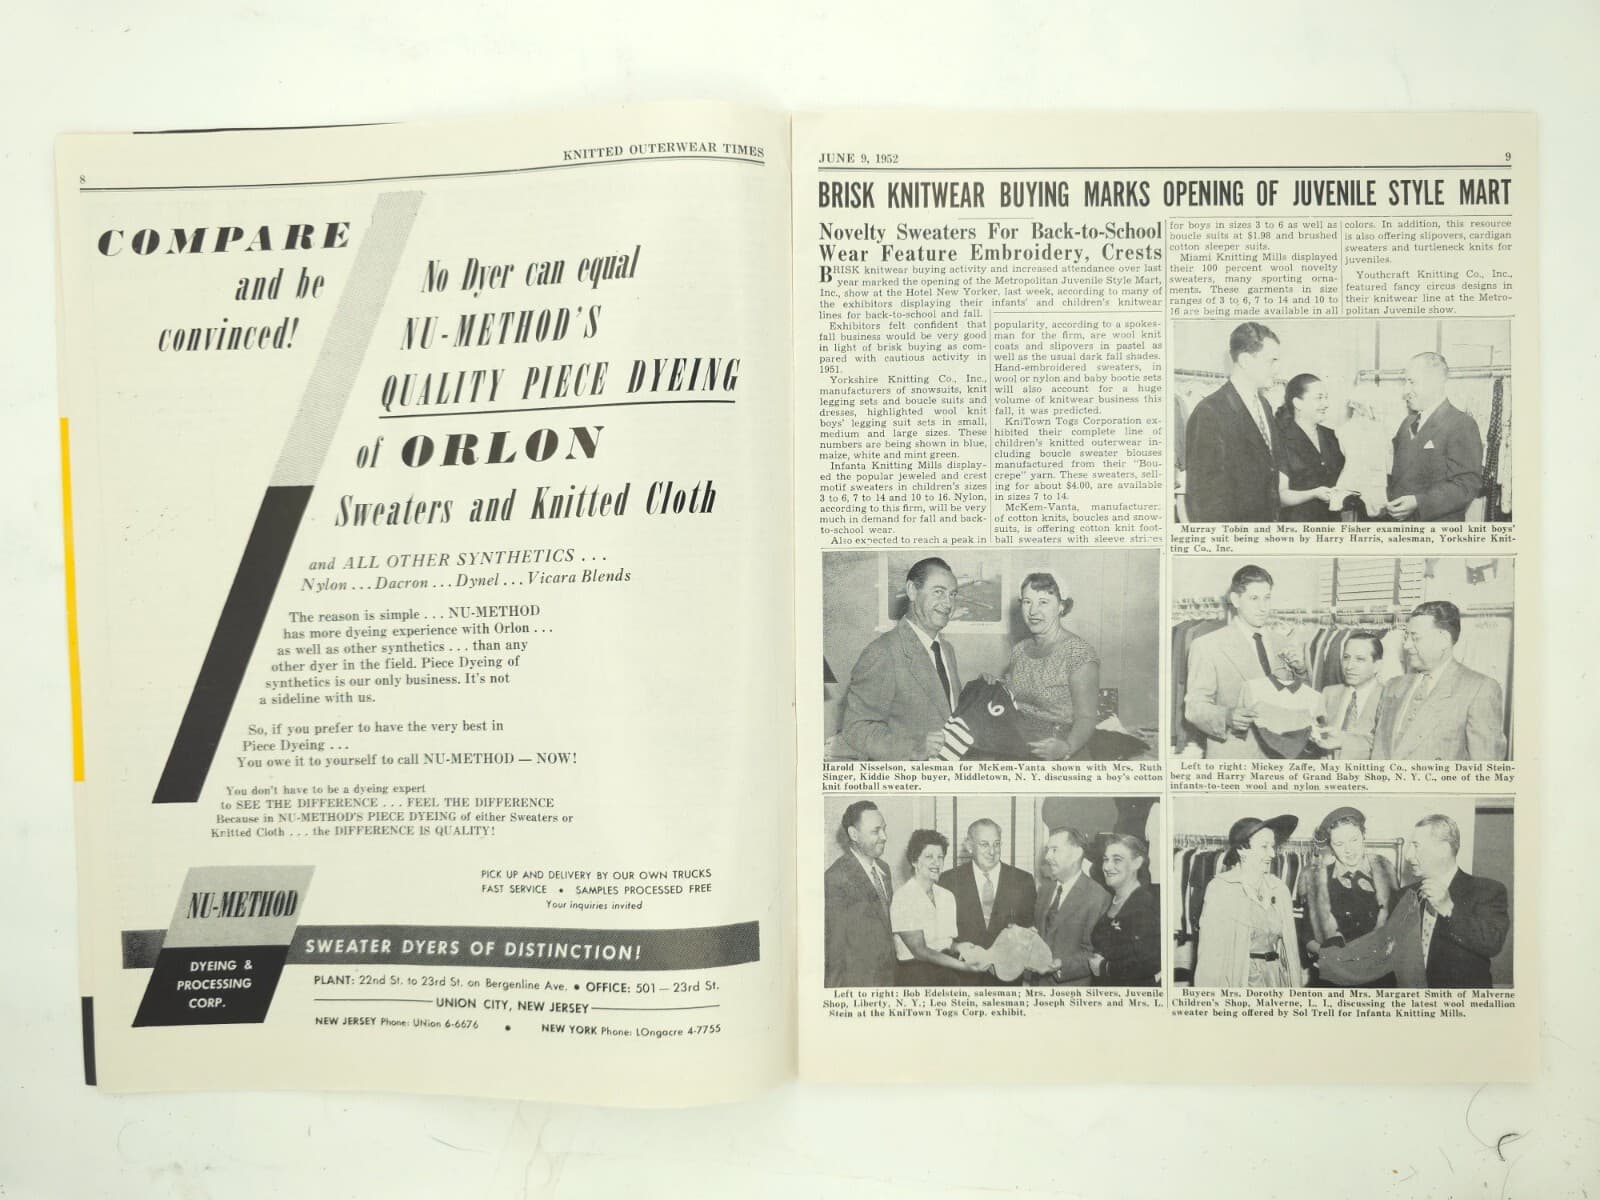 8
KNITTED OUTERWEAR TIMES
COMPARE
and be
convinced!
No Dyer can equal
NU-METHOD'S
QUALITY PIECE DYEING
of ORLON
Sweaters and Knitted Cloth
and ALL OTHER SYNTHETICS . . .
Nylon . . . Dacron . . . Dynel . . . Vicara Blends
The reason is simple . . . NU-METHOD
has more dyeing experience with Orlon . . .
as well as other synthetics . . . than any
other dyer in the field. Piece Dyeing of
synthetics is our only business. It's not
a sideline with us.
So, if you prefer to have the very best in
Piece Dyeing . . .
You owe it to yourself to call NU-METHOD — NOW!
You don't have to be a dyeing expert
to SEE THE DIFFERENCE . . . FEEL THE DIFFERENCE
Because in NU-METHOD'S PIECE DYEING of either Sweaters or
Knitted Cloth . . . the DIFFERENCE IS QUALITY!
PICK UP AND DELIVERY BY OUR OWN TRUCKS
FAST SERVICE • SAMPLES PROCESSED FREE
Your inquiries invited
NU-METHOD
DYEING &
PROCESSING
CORP.
SWEATER DYERS OF DISTINCTION!
PLANT: 22nd St. to 23rd St. on Bergenline Ave. • OFFICE: 501 — 23rd St.
UNION CITY, NEW JERSEY
NEW JERSEY Phone: UNion 6-6676 • NEW YORK Phone: LOngacre 4-7755
JUNE 9, 1952
9
BRISK KNITWEAR BUYING MARKS OPENING OF JUVENILE STYLE MART
Novelty Sweaters For Back-to-School
Wear Feature Embroidery, Crests
BRISK knitwear buying activity and increased attendance over last
year marked the opening of the Metropolitan Juvenile Style Mart,
Inc., show at the Hotel New Yorker, last week, according to many of
the exhibitors displaying their infants' and children's knitwear
lines for back-to-school and fall.
Exhibitors felt confident that
fall business would be very good
in light of brisk buying as com-
pared with cautious activity in
1951.
Yorkshire Knitting Co., Inc.,
manufacturers of snowsuits, knit
legging sets and boucle suits and
dresses, highlighted wool knit
boys' legging suit sets in small,
medium and large sizes. These
numbers are being shown in blue,
maize, white and mint green.
Infanta Knitting Mills display-
ed the popular jeweled and crest
motif sweaters in children's sizes
3 to 6, 7 to 14 and 10 to 16. Nylon,
according to this firm, will be very
much in demand for fall and back-
to-school wear.
Also expected to reach a peak in
popularity, according to a spokes-
man for the firm, are wool knit
coats and slipovers in pastel as
well as the usual dark fall shades.
Hand-embroidered sweaters, in
wool or nylon and baby bootie sets
will also account for a huge
volume of knitwear business this
fall, it was predicted.
KniTown Togs Corporation ex-
hibited their complete line of
children's knitted outerwear in-
cluding boucle sweater blouses
manufactured from their "Bou-
crepe" yarn. These sweaters, sell-
ing for about $4.00, are available
in sizes 7 to 14.
McKem-Vanta, manufacturers
of cotton knits, boucles and snow-
suits, is offering cotton knit foot-
ball sweaters with sleeve stripes
for boys in sizes 3 to 6 as well as
boucle suits at $1.98 and brushed
cotton sleeper suits.
Miami Knitting Mills displayed
their 100 percent wool novelty
sweaters, many sporting orna-
ments. These garments in size
ranges of 3 to 6, 7 to 14 and 10 to
16 are being made available in all
colors. In addition, this resource
is also offering slipovers, cardigan
sweaters and turtleneck knits for
juveniles.
Youthcraft Knitting Co., Inc.,
featured fancy circus designs in
their knitwear line at the Metro-
politan Juvenile show.
Murray Tobin and Mrs. Ronnie Fisher examining a wool knit boys'
legging suit being shown by Harry Harris, salesman, Yorkshire Knit-
ting Co., Inc.
6
Harold Nisselson, salesman for McKem-Vanta shown with Mrs. Ruth
Singer, Kiddie Shop buyer, Middletown, N. Y. discussing a boy's cotton
knit football sweater.
Left to right: Mickey Zaffe, May Knitting Co., showing David Stein-
berg and Harry Marcus of Grand Baby Shop, N. Y. C., one of the May
infants-to-teen wool and nylon sweaters.
Left to right: Bob Edelstein, salesman; Mrs. Joseph Silvers, Juvenile
Shop, Liberty, N. Y.; Leo Stein, salesman; Joseph Silvers and Mrs. L.
Stein at the KniTown Togs Corp. exhibit.
Buyers Mrs. Dorothy Denton and Mrs. Margaret Smith of Malverne
Children's Shop, Malverne, L. I., discussing the latest wool medallion
sweater being offered by Sol Trell for Infanta Knitting Mills.